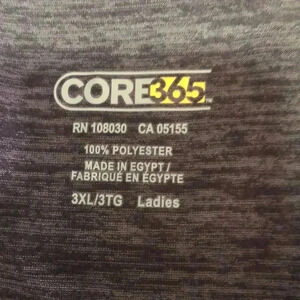 CORE365
RN 108030 CA 05155
100% POLYESTER
MADE IN EGYPT /
FABRIQUÉ EN ÉGYPTE
3XL/3TG Ladies